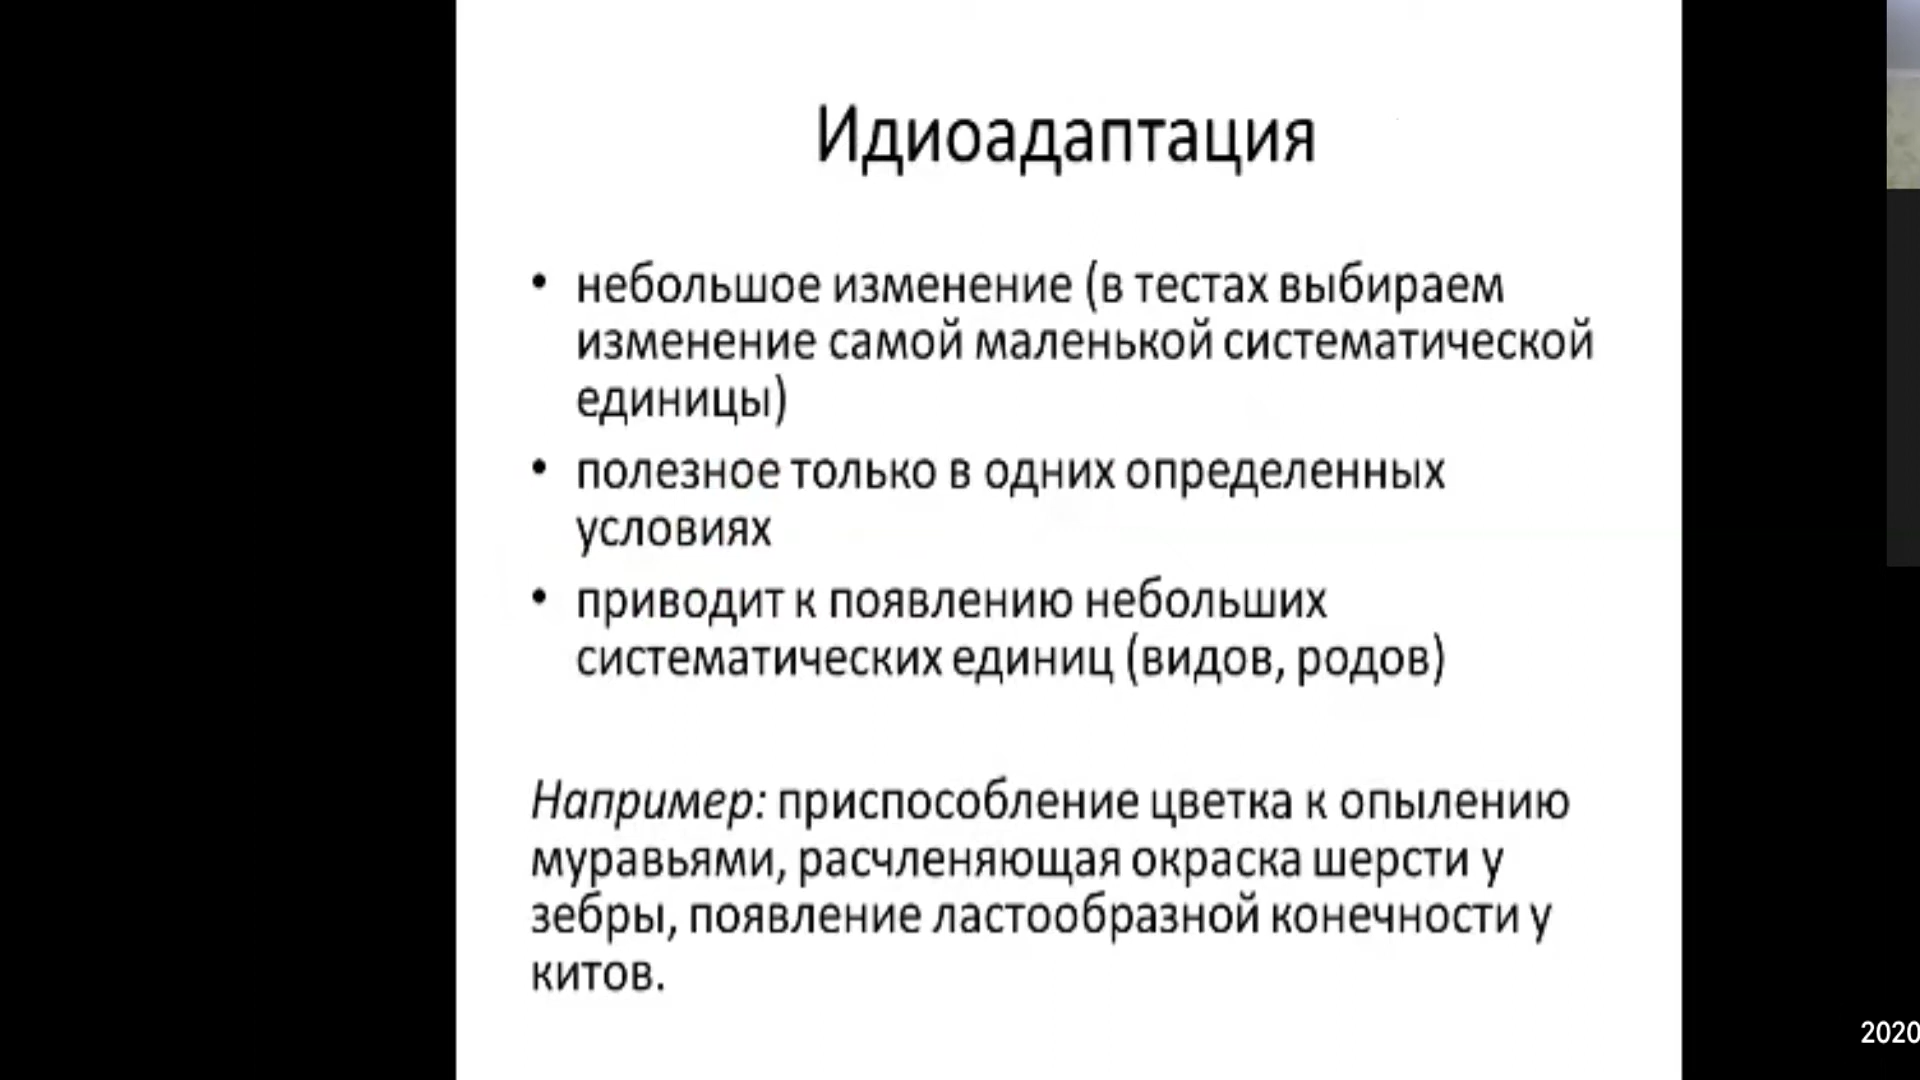 Идиоадаптация
• небольшое изменение (в тестах выбираем
изменение самой маленькой систематической
единицы)
• полезное только в одних определенных
условиях
• приводит к появлению небольших
систематических единиц (видов, родов)
Например: приспособление цветка к опылению
муравьями, расчленяющая окраска шерсти у
зебры, появление ластообразной конечности у
китов.
2020